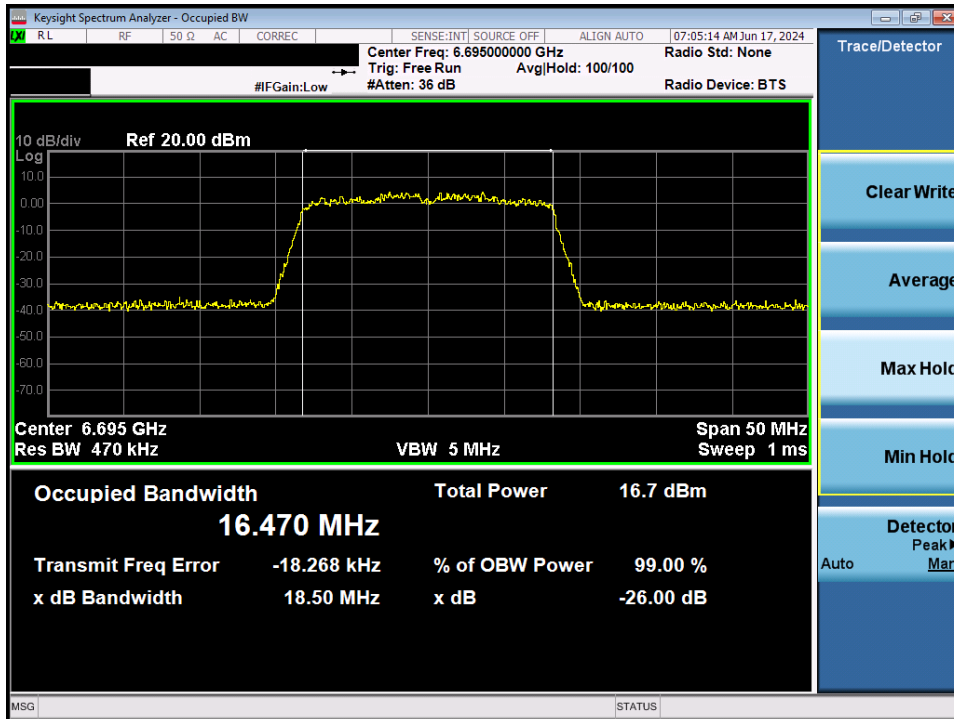 Keysight Spectrum Analyzer - Occupied BW
LXI RL RF 50 Ω AC CORREC SENSE:INT SOURCE OFF ALIGN AUTO 07:05:14 AM Jun 17, 2024
Center Freq: 6.695000000 GHz Radio Std: None
Trig: Free Run Avg|Hold: 100/100
#IFGain:Low #Atten: 36 dB Radio Device: BTS
Trace/Detector
10 dB/div Ref 20.00 dBm
Log
10.0
0.00
-10.0
-20.0
-30.0
-40.0
-50.0
-60.0
-70.0
Center 6.695 GHz Span 50 MHz
Res BW 470 kHz VBW 5 MHz Sweep 1 ms
Occupied Bandwidth Total Power 16.7 dBm
16.470 MHz
Transmit Freq Error -18.268 kHz % of OBW Power 99.00 %
x dB Bandwidth 18.50 MHz x dB -26.00 dB
Clear Write
Average
Max Hold
Min Hold
Detector
Peak
Auto Man
MSG STATUS